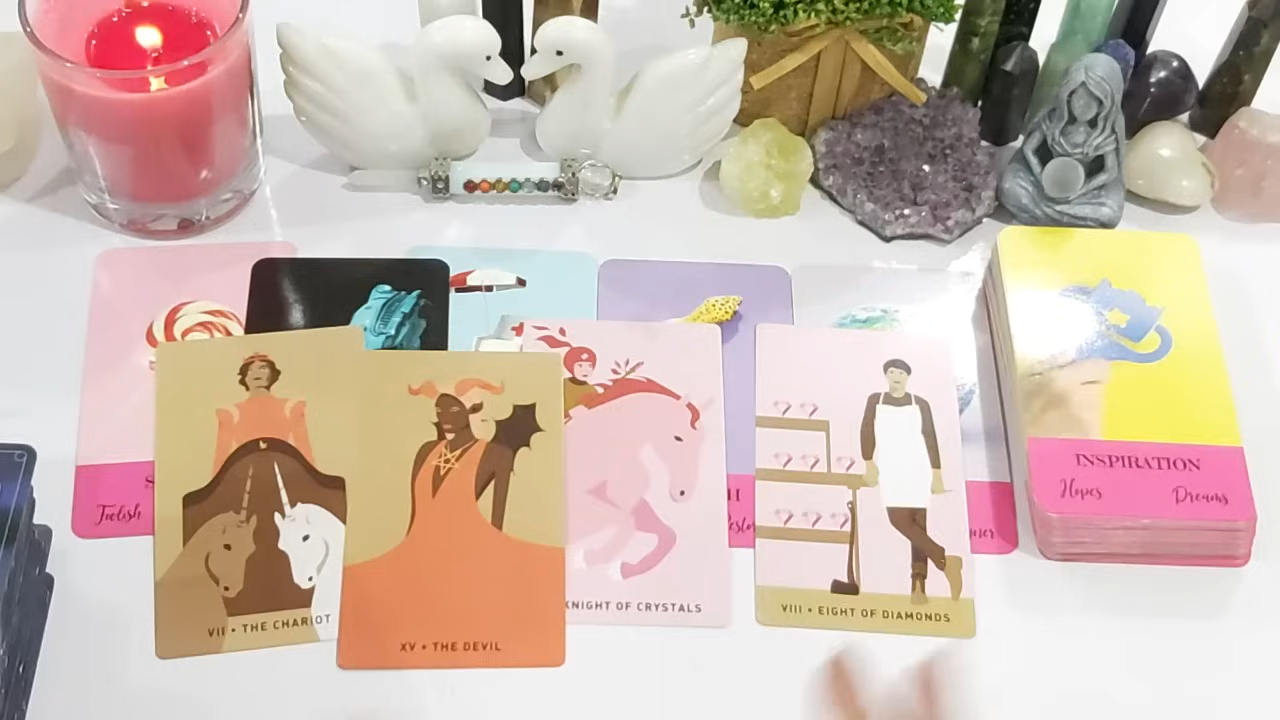 INSPIRATION
Hopes Dreams
Foolish
VII • THE CHARIOT
XV • THE DEVIL
KNIGHT OF CRYSTALS
VIII • EIGHT OF DIAMONDS